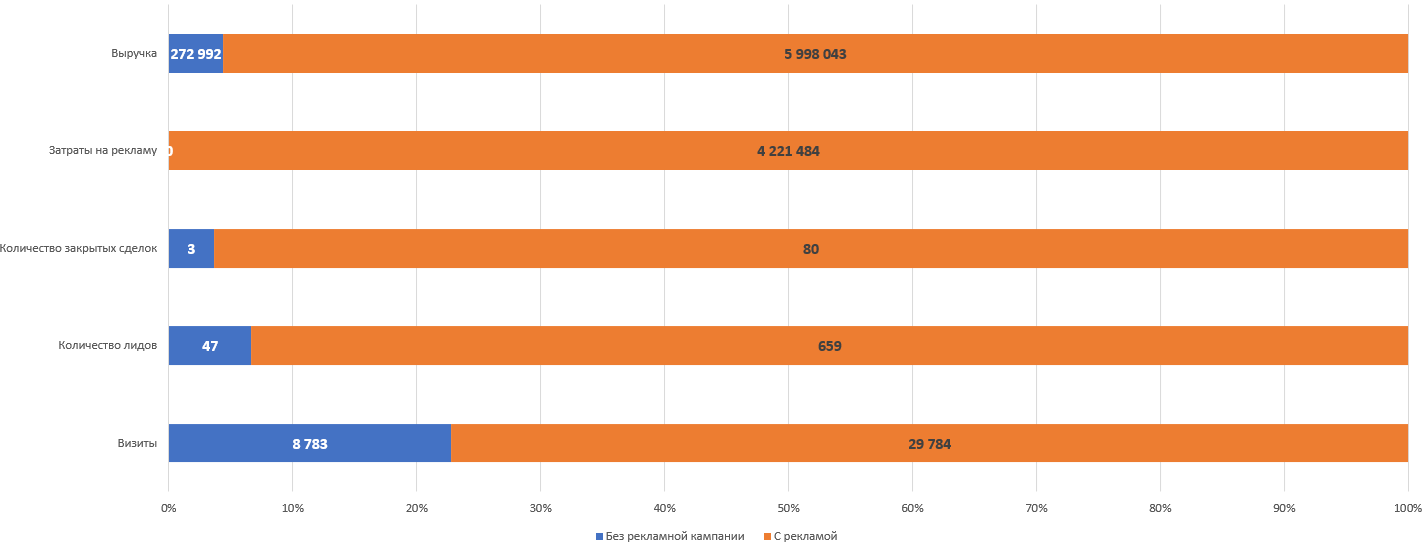 Выручка
272 992
5 998 043
Затраты на рекламу
0
4 221 484
Количество закрытых сделок
3
80
Количество лидов
47
659
Визиты
8 783
29 784
0% 10% 20% 30% 40% 50% 60% 70% 80% 90% 100%
Без рекламной кампании С рекламой